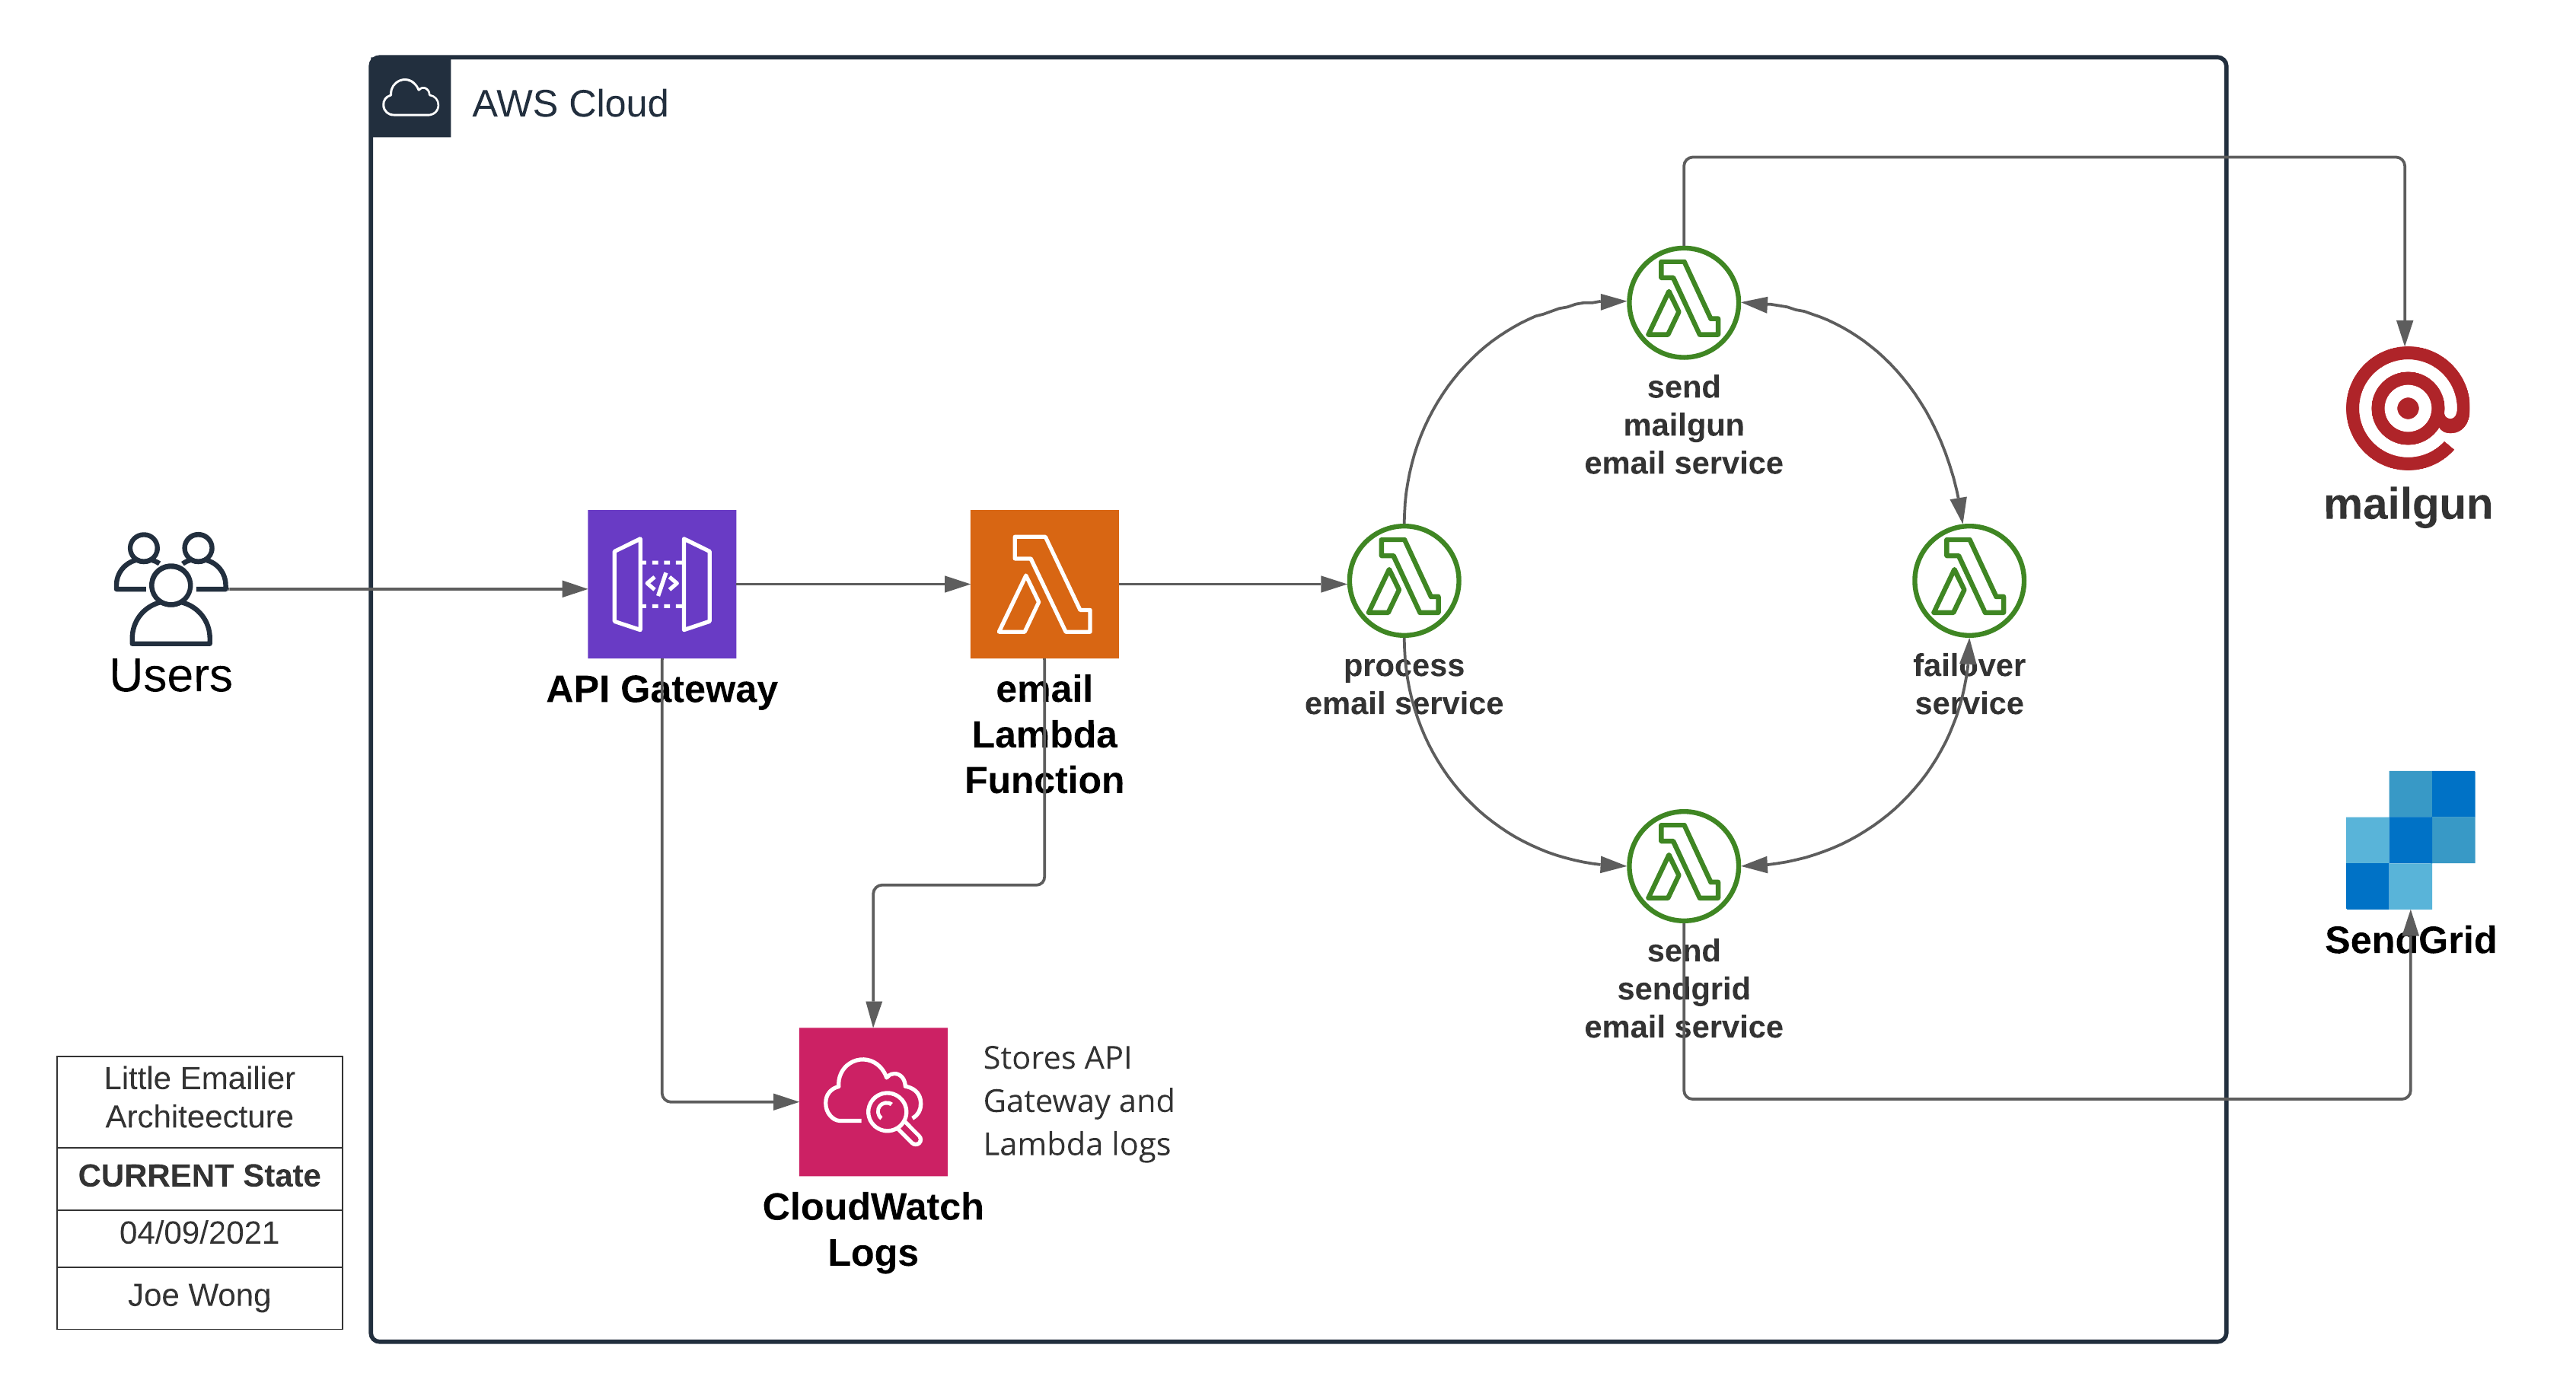 AWS Cloud
send
mailgun
email service
mailgun
Users
API Gateway
email
Lambda
Function
process
email service
failover
service
SendGrid
send
sendgrid
email service
Stores API
Gateway and
Lambda logs
CloudWatch
Logs
Little Emailier
Architeecture
CURRENT State
04/09/2021
Joe Wong